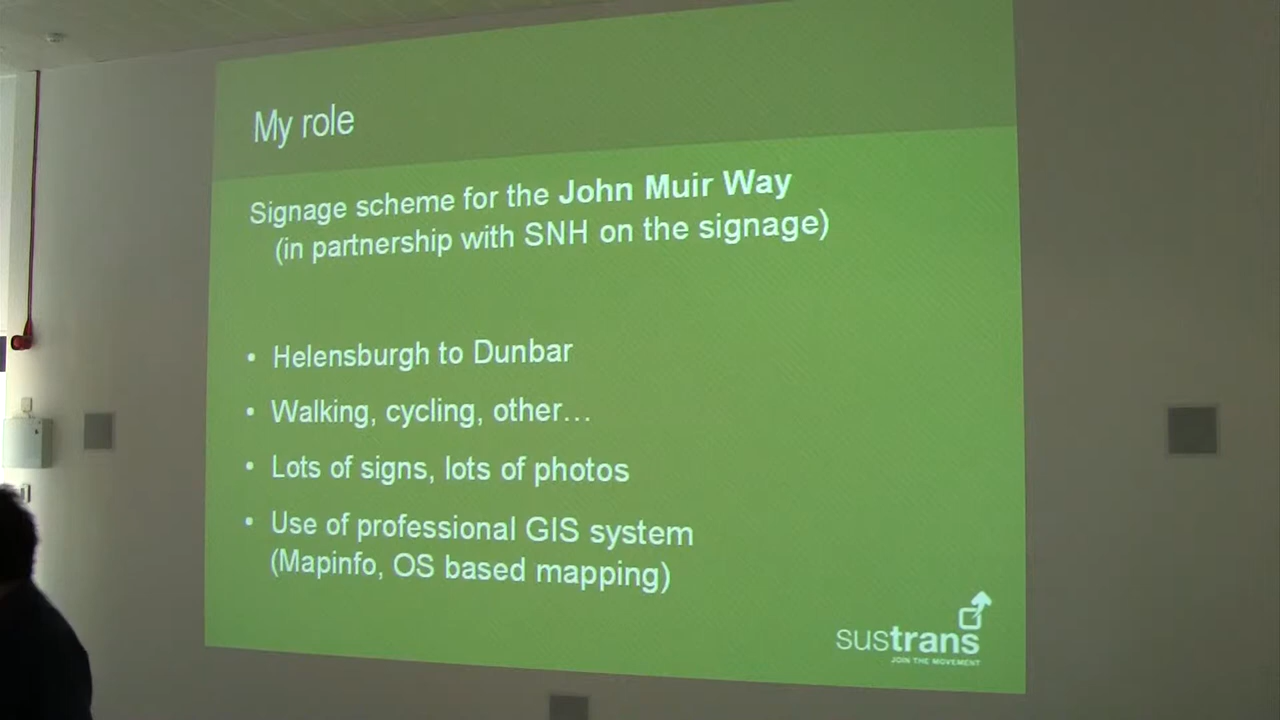 My role
Signage scheme for the John Muir Way
(in partnership with SNH on the signage)
• Helensburgh to Dunbar
• Walking, cycling, other…
• Lots of signs, lots of photos
• Use of professional GIS system
(Mapinfo, OS based mapping)
sustrans
JOIN THE MOVEMENT